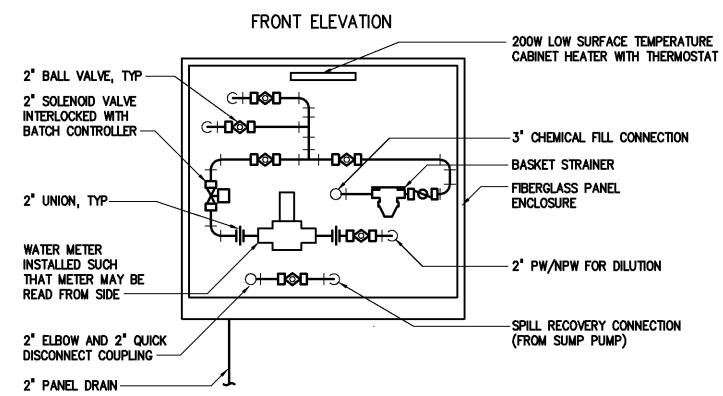 FRONT ELEVATION
200W LOW SURFACE TEMPERATURE
CABINET HEATER WITH THERMOSTAT
2" BALL VALVE, TYP
2" SOLENOID VALVE
INTERLOCKED WITH
BATCH CONTROLLER
3" CHEMICAL FILL CONNECTION
BASKET STRAINER
FIBERGLASS PANEL
ENCLOSURE
2" UNION, TYP
WATER METER
INSTALLED SUCH
THAT METER MAY BE
READ FROM SIDE
2" PW/NPW FOR DILUTION
2" ELBOW AND 2" QUICK
DISCONNECT COUPLING
SPILL RECOVERY CONNECTION
(FROM SUMP PUMP)
2" PANEL DRAIN